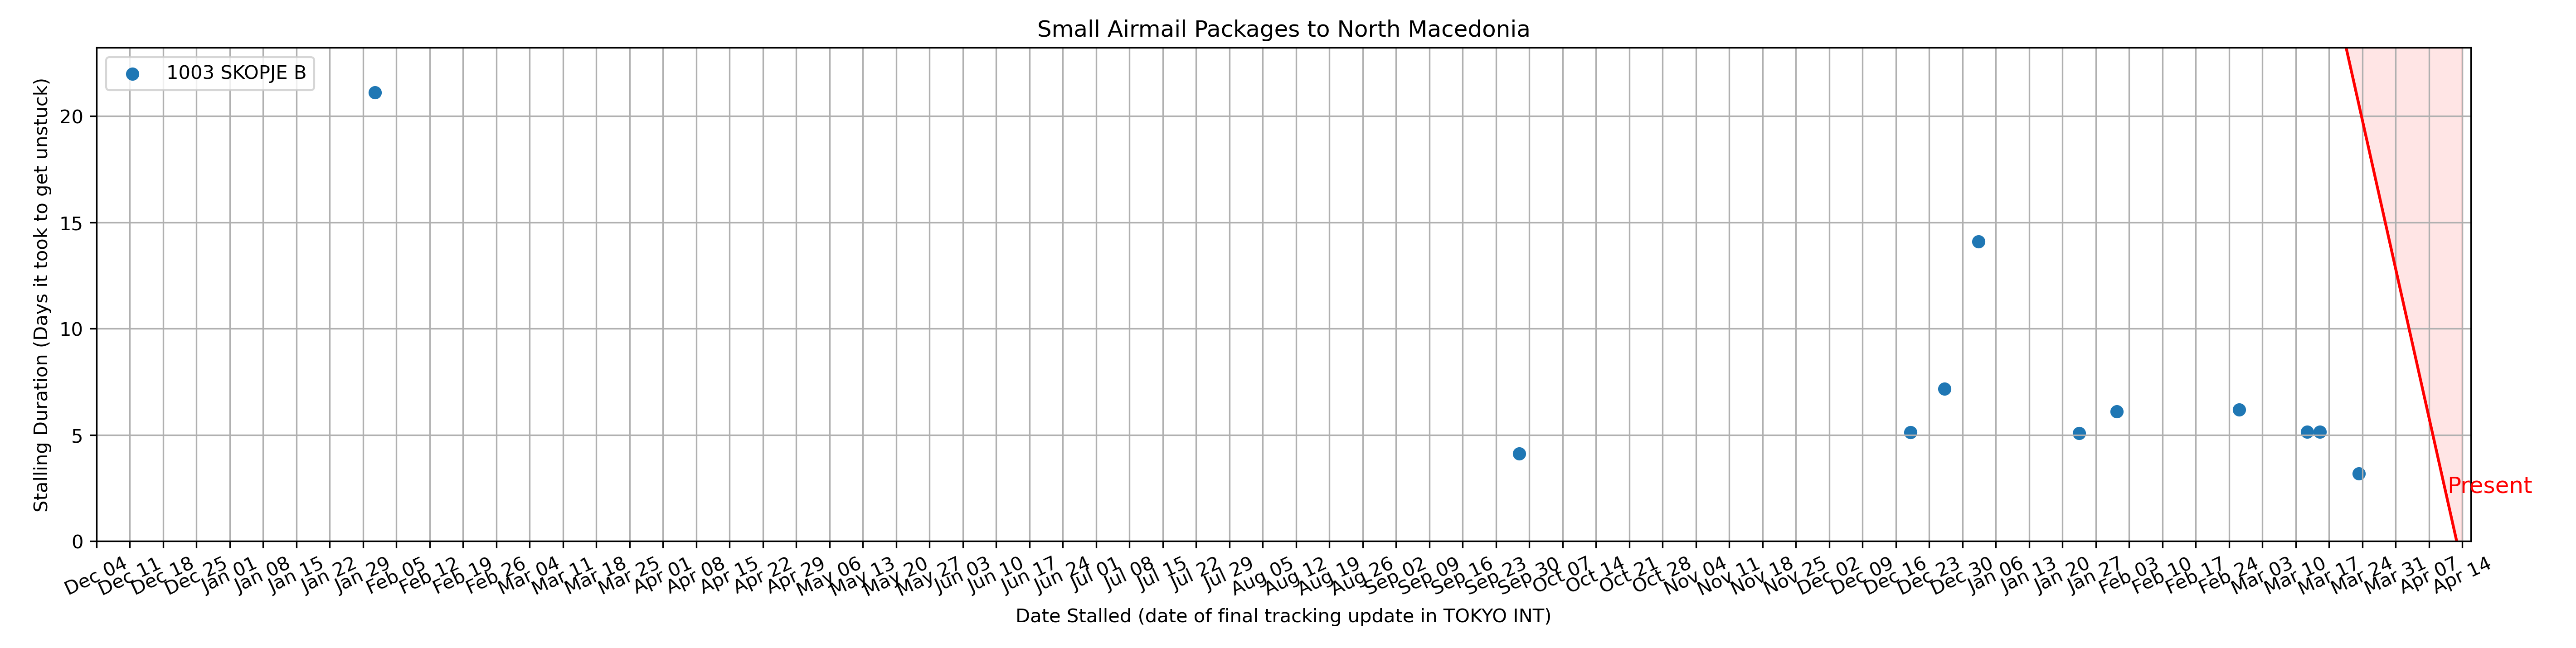 Small Airmail Packages to North Macedonia
1003 SKOPJE B
Stalling Duration (Days it took to get unstuck)
20
15
10
5
0
Present
Dec 04 Dec 11 Dec 18 Dec 25 Jan 01 Jan 08 Jan 15 Jan 22 Jan 29 Feb 05 Feb 12 Feb 19 Feb 26 Mar 04 Mar 11 Mar 18 Mar 25 Apr 01 Apr 08 Apr 15 Apr 22 Apr 29 May 06 May 13 May 20 May 27 Jun 03 Jun 10 Jun 17 Jun 24 Jul 01 Jul 08 Jul 15 Jul 22 Jul 29 Aug 05 Aug 12 Aug 19 Aug 26 Sep 02 Sep 09 Sep 16 Sep 23 Sep 30 Oct 07 Oct 14 Oct 21 Oct 28 Nov 04 Nov 11 Nov 18 Nov 25 Dec 02 Dec 09 Dec 16 Dec 23 Dec 30 Jan 06 Jan 13 Jan 20 Jan 27 Feb 03 Feb 10 Feb 17 Feb 24 Mar 03 Mar 10 Mar 17 Mar 24 Mar 31 Apr 07 Apr 14
Date Stalled (date of final tracking update in TOKYO INT)